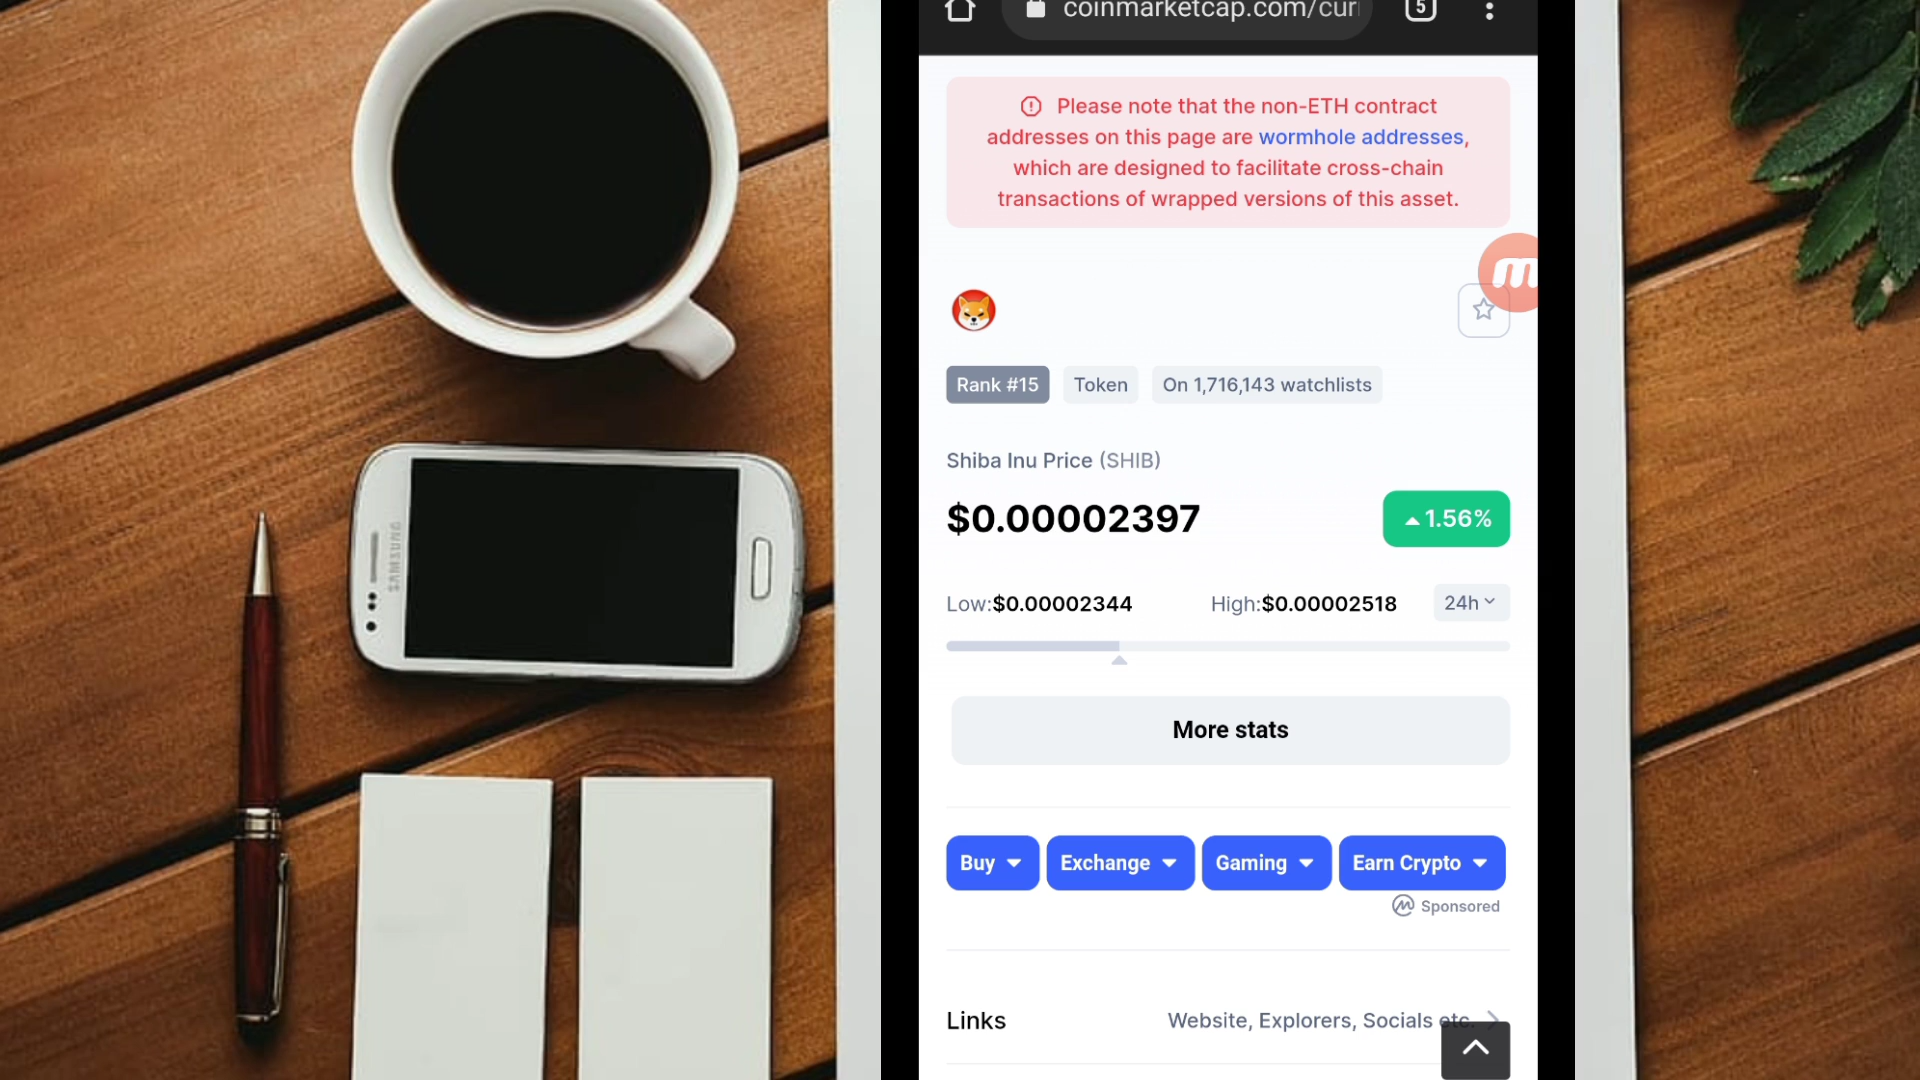 SAMSUNG
coinmarketcap.com/cur
5
Please note that the non-ETH contract
addresses on this page are wormhole addresses,
which are designed to facilitate cross-chain
transactions of wrapped versions of this asset.
m
Rank #15
Token
On 1,716,143 watchlists
Shiba Inu Price (SHIB)
$0.00002397
1.56%
Low:$0.00002344
High:$0.00002518
24h
More stats
Buy
Exchange
Gaming
Earn Crypto
Sponsored
Links
Website, Explorers, Socials etc.